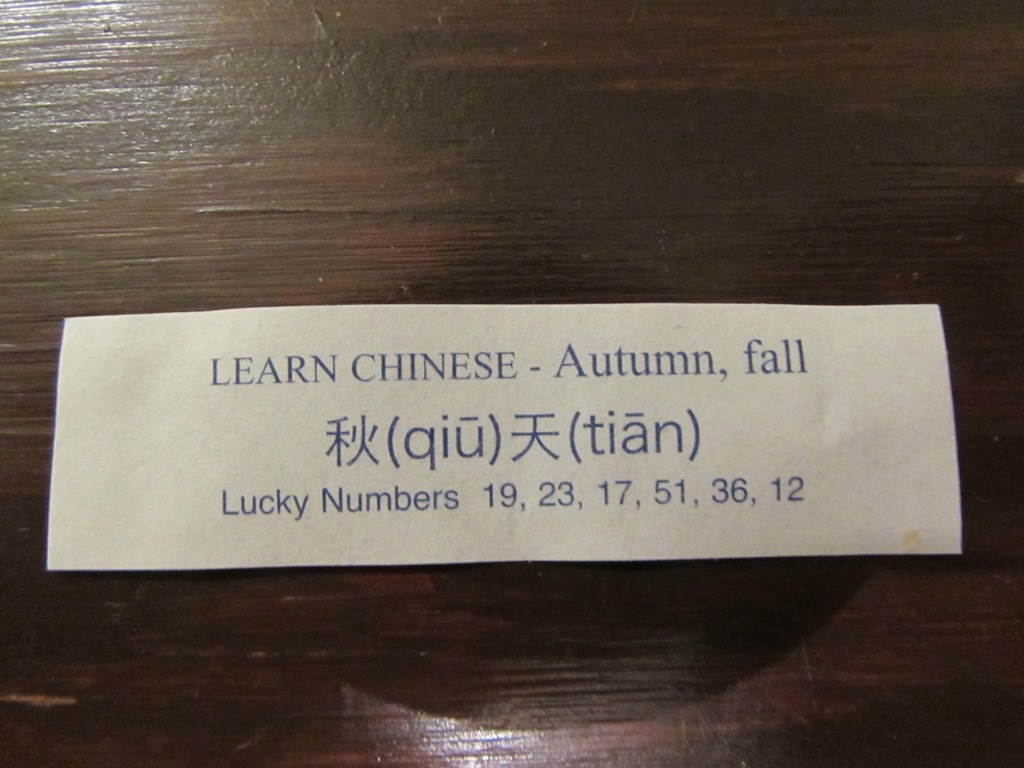 LEARN CHINESE - Autumn, fall
秋(qiū)天(tiān)
Lucky Numbers 19, 23, 17, 51, 36, 12